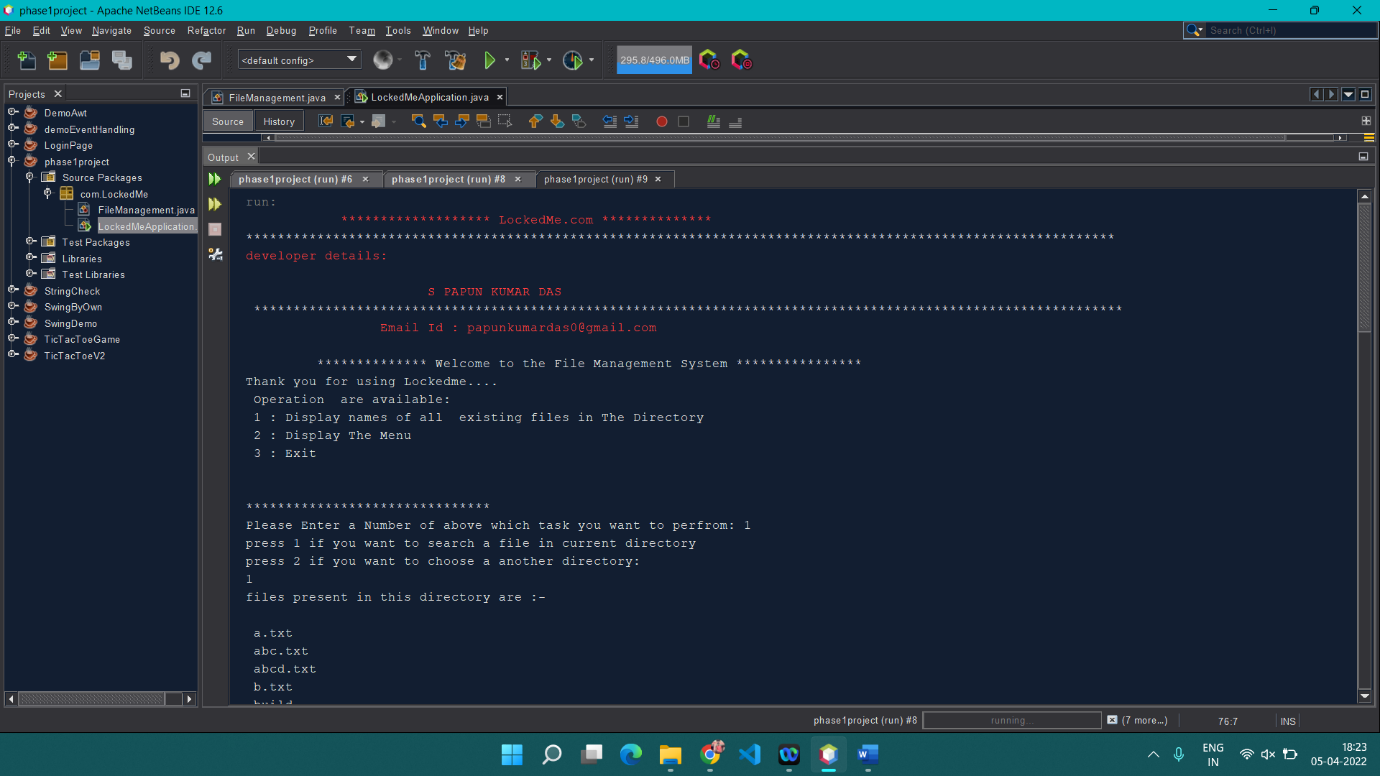 phase1project - Apache NetBeans IDE 12.6
File Edit View Navigate Source Refactor Run Debug Profile Team Tools Window Help
Search (Ctrl+I)
<default config>
295.8/496.0MB
Projects
FileManagement.java
LockedMeApplication.java
Source History
DemoAwt
demoEventHandling
LoginPage
phase1project
Source Packages
com.LockedMe
FileManagement.java
LockedMeApplication.
Test Packages
Libraries
Test Libraries
StringCheck
SwingByOwn
SwingDemo
TicTacToeGame
TicTacToeV2
Output
phase1project (run) #6
phase1project (run) #8
phase1project (run) #9
run:
******************* LockedMe.com **************
**************************************************************************************************************
developer details:
S PAPUN KUMAR DAS
**************************************************************************************************************
Email Id : papunkumardas0@gmail.com
************** Welcome to the File Management System ****************
Thank you for using Lockedme....
Operation  are available:
1 : Display names of all  existing files in The Directory
2 : Display The Menu
3 : Exit
*******************************
Please Enter a Number of above which task you want to perfrom: 1
press 1 if you want to search a file in current directory
press 2 if you want to choose a another directory:
1
files present in this directory are :-
a.txt
abc.txt
abcd.txt
b.txt
build
phase1project (run) #8
running...
(7 more...)
76:7
INS
ENG
IN
18:23
05-04-2022